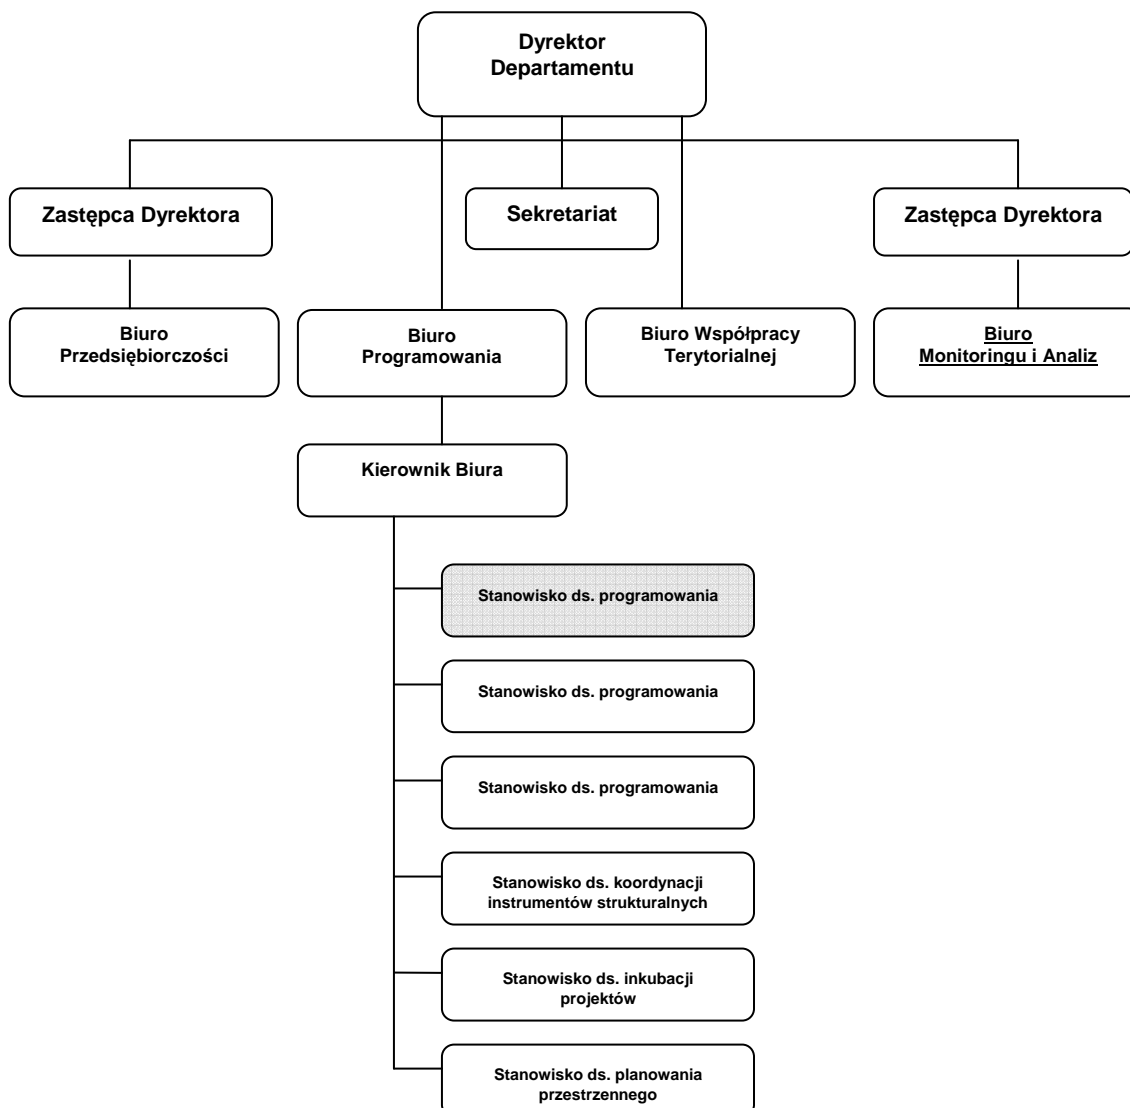 Dyrektor
Departamentu
Zastępca Dyrektora
Sekretariat
Zastępca Dyrektora
Biuro
Przedsiębiorczości
Biuro
Programowania
Biuro Współpracy
Terytorialnej
Biuro
Monitoringu i Analiz
Kierownik Biura
Stanowisko ds. programowania
Stanowisko ds. programowania
Stanowisko ds. programowania
Stanowisko ds. koordynacji
instrumentów strukturalnych
Stanowisko ds. inkubacji
projektów
Stanowisko ds. planowania
przestrzennego